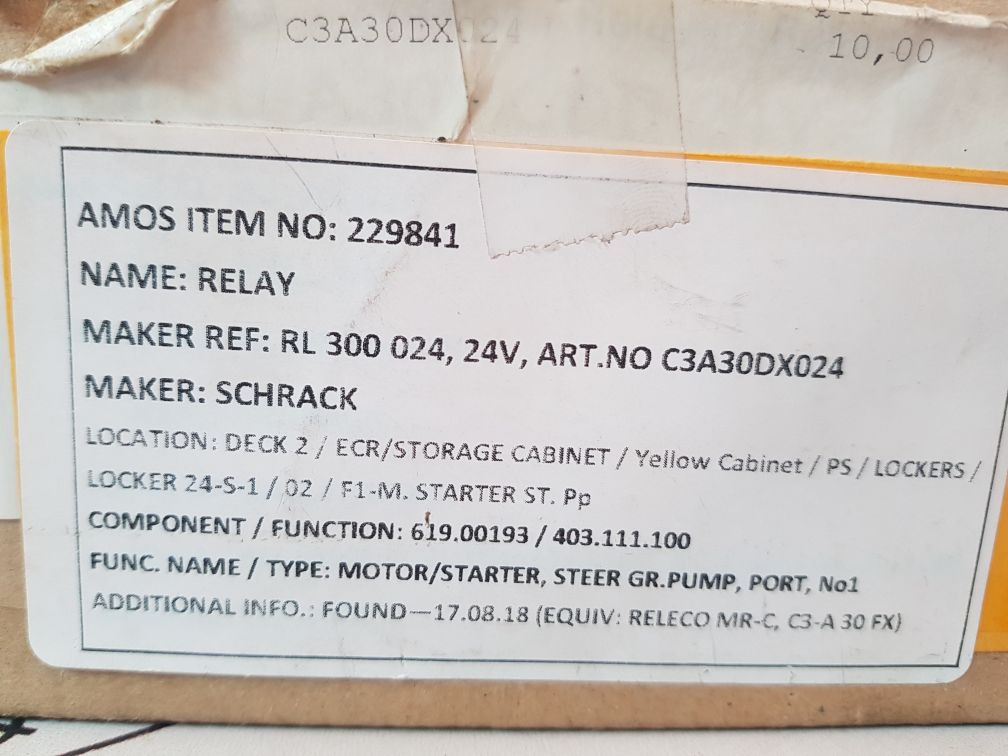 QTY
C3A30DX024
10,00
AMOS ITEM NO: 229841
NAME: RELAY
MAKER REF: RL 300 024, 24V, ART.NO C3A30DX024
MAKER: SCHRACK
LOCATION: DECK 2 / ECR/STORAGE CABINET / Yellow Cabinet / PS / LOCKERS /
LOCKER 24-S-1 / 02 / F1-M. STARTER ST. Pp
COMPONENT / FUNCTION: 619.00193 / 403.111.100
FUNC. NAME / TYPE: MOTOR/STARTER, STEER GR.PUMP, PORT, No1
ADDITIONAL INFO.: FOUND—17.08.18 (EQUIV: RELECO MR-C, C3-A 30 FX)